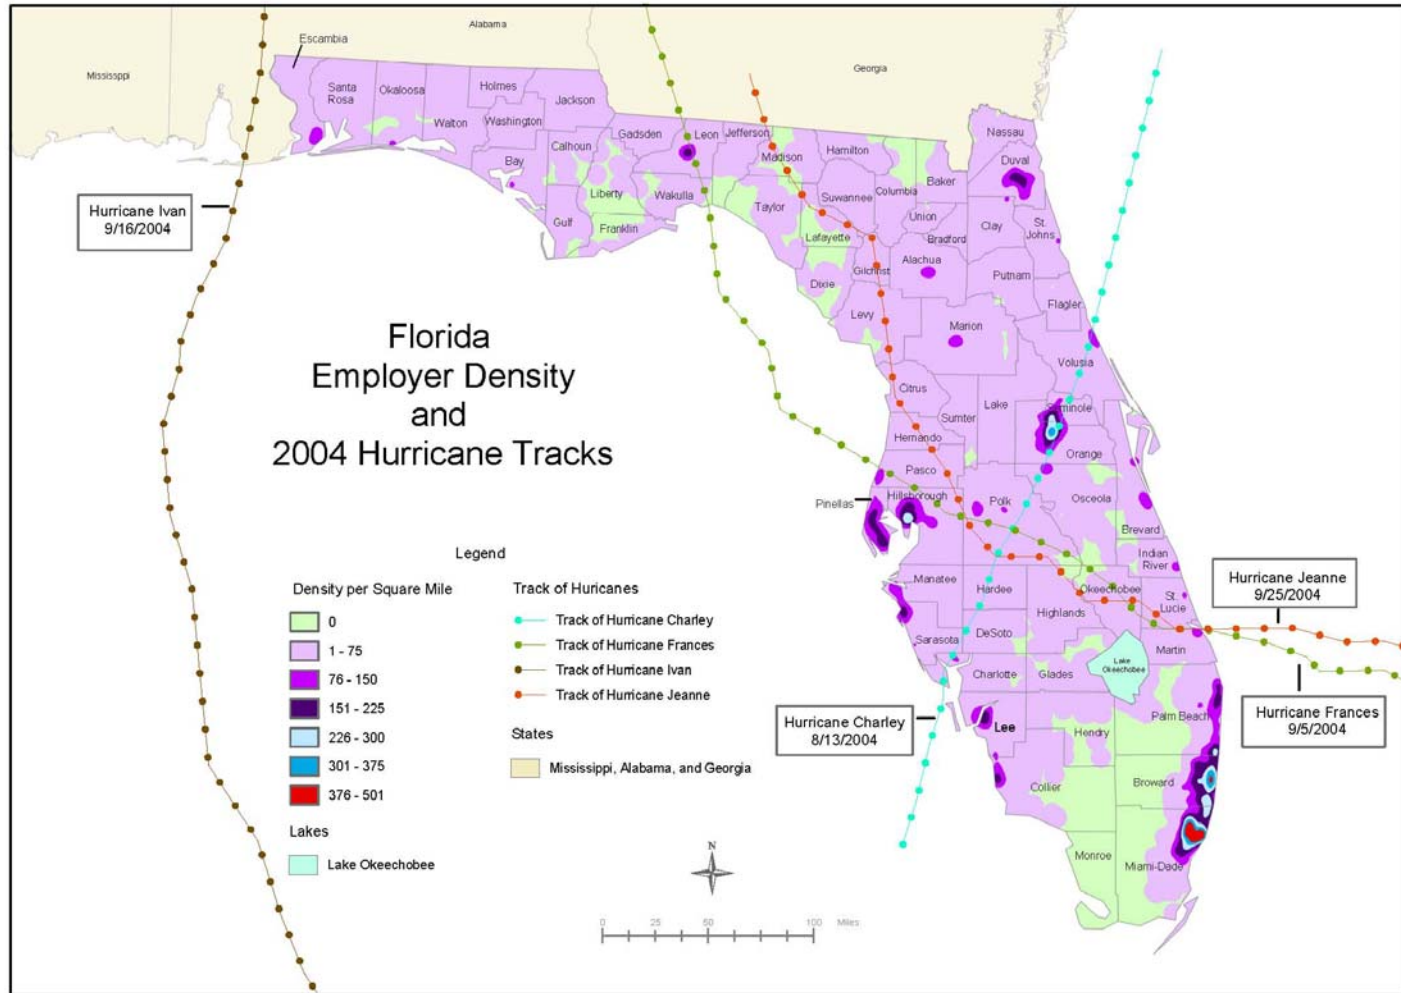 Alabama
Escambia
Mississippi
Georgia
Santa
Rosa
Okaloosa
Holmes
Jackson
Walton
Washington
Bay
Calhoun
Gadsden
Leon
Jefferson
Madison
Hamilton
Nassau
Duval
Liberty
Wakulla
Taylor
Suwannee
Columbia
Baker
Gulf
Franklin
Lafayette
Union
Bradford
Clay
St.
Johns
Hurricane Ivan
9/16/2004
Dixie
Gilchrist
Alachua
Putnam
Flagler
Levy
Marion
Volusia
Florida
Employer Density
and
2004 Hurricane Tracks
Citrus
Sumter
Lake
Seminole
Hernando
Orange
Pasco
Pinellas
Hillsborough
Polk
Osceola
Brevard
Indian
River
Manatee
Hardee
Okeechobee
Highlands
St.
Lucie
Hurricane Jeanne
9/25/2004
Sarasota
DeSoto
Martin
Charlotte
Glades
Lake
Okeechobee
Hurricane Charley
8/13/2004
Lee
Hendry
Palm Beach
Hurricane Frances
9/5/2004
Collier
Broward
Monroe
Miami-Dade
Legend
Density per Square Mile
0
1 - 75
76 - 150
151 - 225
226 - 300
301 - 375
376 - 501
Lakes
Lake Okeechobee
Track of Huricanes
Track of Hurricane Charley
Track of Hurricane Frances
Track of Hurricane Ivan
Track of Hurricane Jeanne
States
Mississippi, Alabama, and Georgia
N
0 25 50 100 Miles